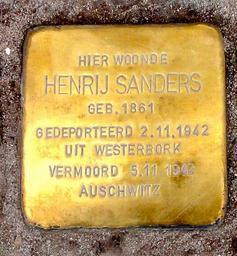 HIER WOONDE
HENRIJ SANDERS
GEB. 1861
GEDEPORTEERD 2.11.1942
UIT WESTERBORK
VERMOORD 5.11.1942
AUSCHWITZ